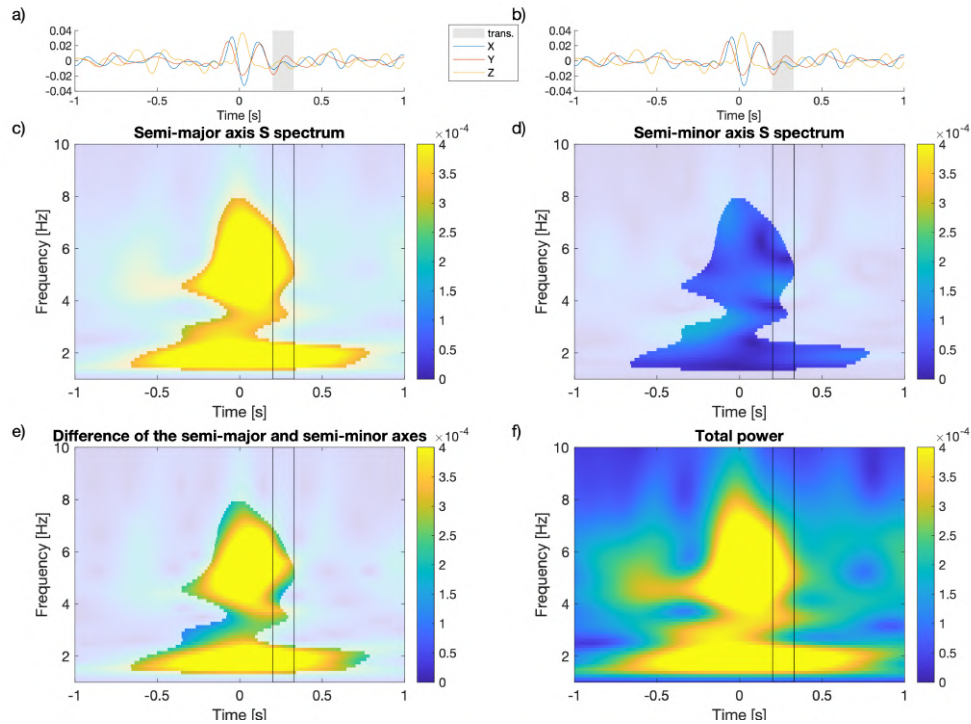 a)
0.04
0.02
0
-0.02
-0.04
-1 -0.5 0 0.5 1
Time [s]
trans.
X
Y
Z
b)
0.04
0.02
0
-0.02
-0.04
-1 -0.5 0 0.5 1
Time [s]
c)
Semi-major axis S spectrum
×10⁻⁴
10
8
6
4
2
Frequency [Hz]
-1 -0.5 0 0.5 1
Time [s]
4
3.5
3
2.5
2
1.5
1
0.5
0
d)
Semi-minor axis S spectrum
×10⁻⁴
10
8
6
4
2
Frequency [Hz]
-1 -0.5 0 0.5 1
Time [s]
4
3.5
3
2.5
2
1.5
1
0.5
0
e)
Difference of the semi-major and semi-minor axes
×10⁻⁴
10
8
6
4
2
Frequency [Hz]
-1 -0.5 0 0.5 1
Time [s]
4
3.5
3
2.5
2
1.5
1
0.5
0
f)
Total power
×10⁻⁴
10
8
6
4
2
Frequency [Hz]
-1 -0.5 0 0.5 1
Time [s]
4
3.5
3
2.5
2
1.5
1
0.5
0